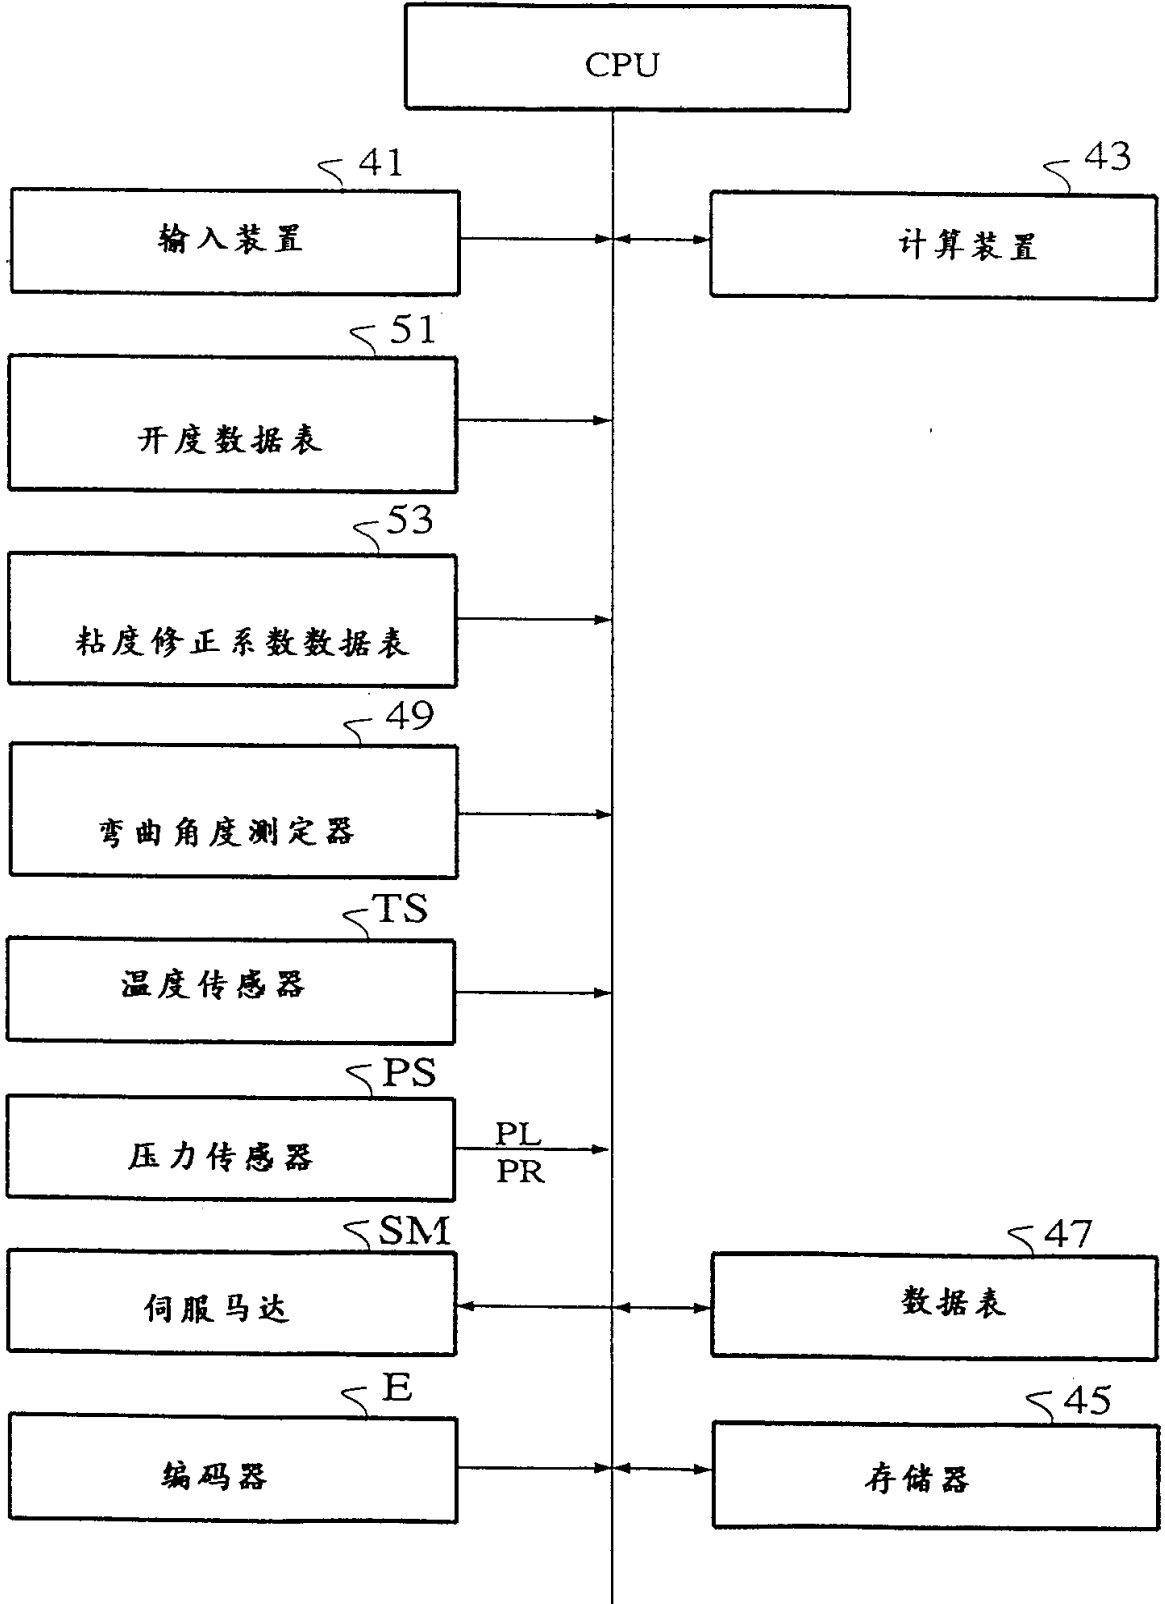 CPU
41
输入装置
43
计算装置
51
开度数据表
53
粘度修正系数数据表
49
弯曲角度测定器
TS
温度传感器
PS
压力传感器
PL
PR
SM
伺服马达
47
数据表
E
编码器
45
存储器